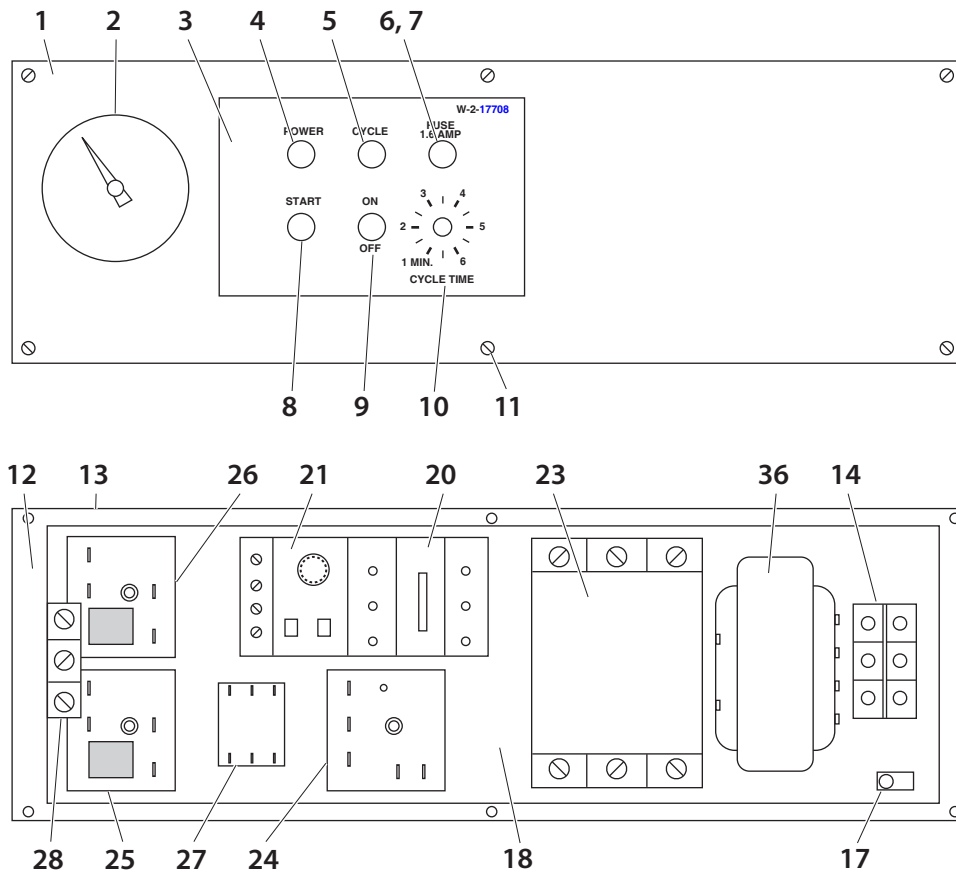 1 2 3 4 5 6, 7
W-2-17708
POWER CYCLE FUSE
1.6 AMP
START ON
OFF
3 4
2 5
1 MIN. 6
CYCLE TIME
8 9 10 11
12 13 26 21 20 23 36 14
28 25 27 24 18 17